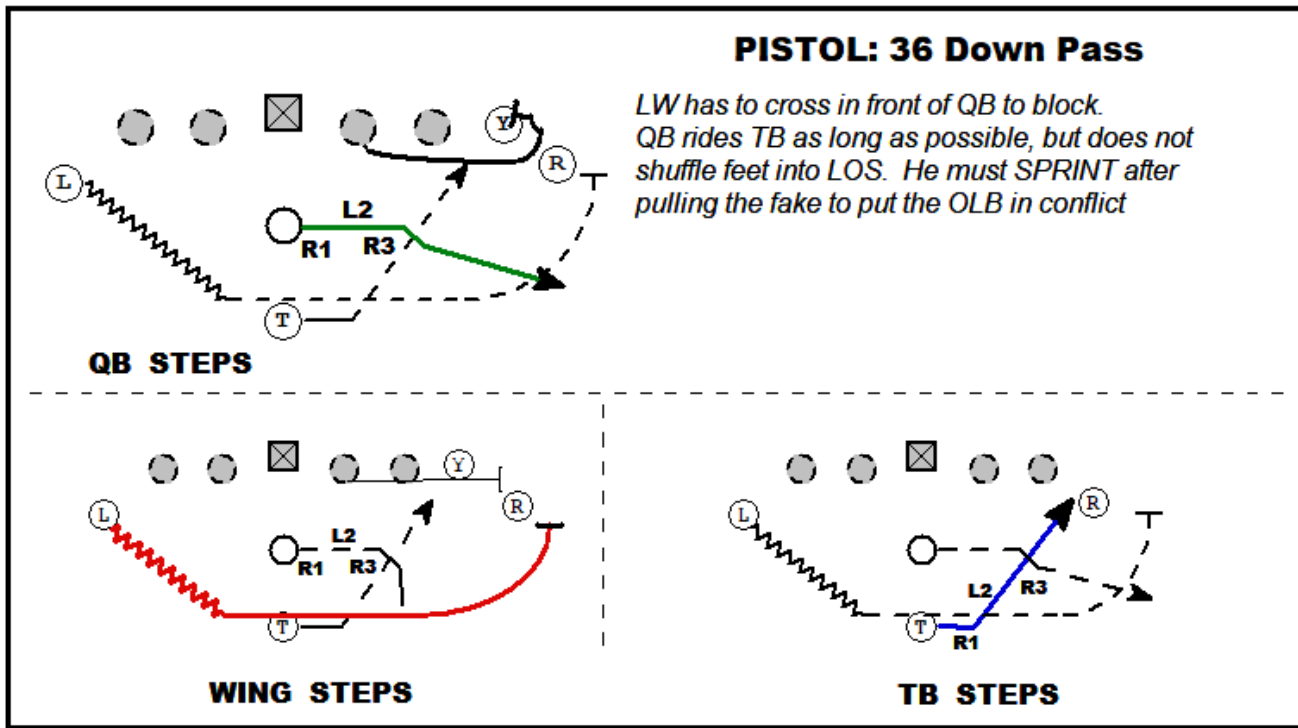 PISTOL: 36 Down Pass
LW has to cross in front of QB to block.
QB rides TB as long as possible, but does not
shuffle feet into LOS. He must SPRINT after
pulling the fake to put the OLB in conflict
Y
R
L
L2
R1 R3
T
QB STEPS
Y
R
L
L2
R1 R3
T
WING STEPS
R
L
L2 R3
T
R1
TB STEPS